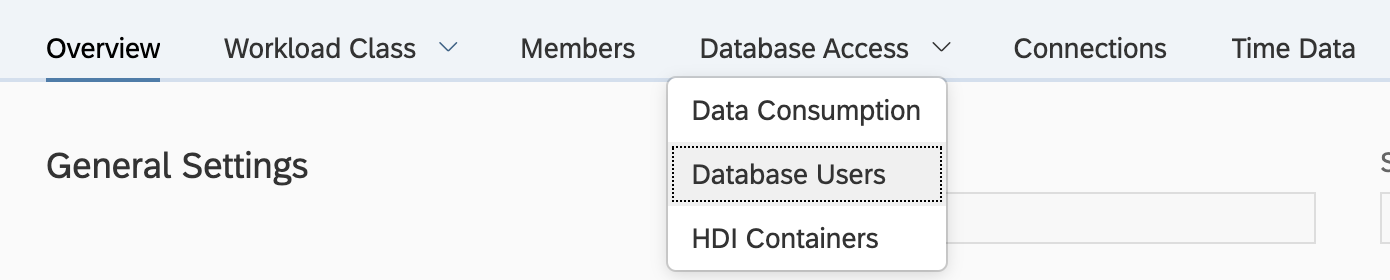 Overview Workload Class Members Database Access Connections Time Data
Data Consumption
General Settings
Database Users
HDI Containers